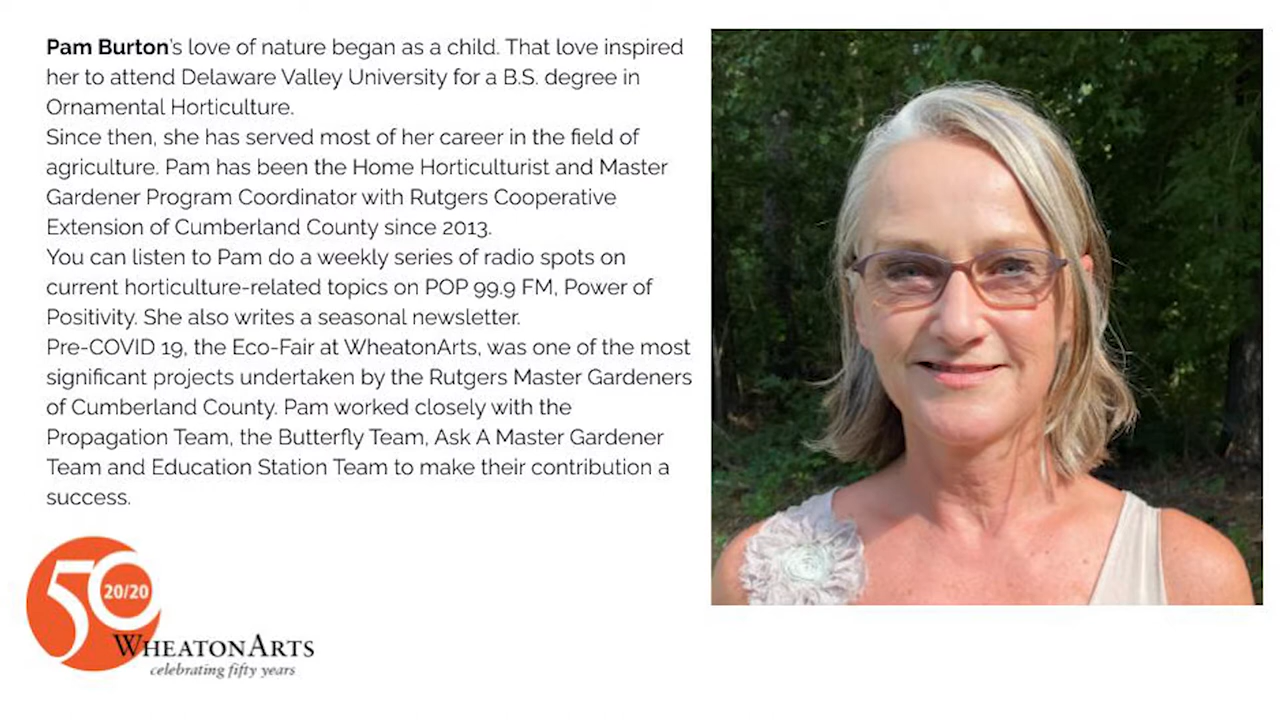 Pam Burton's love of nature began as a child. That love inspired
her to attend Delaware Valley University for a B.S. degree in
Ornamental Horticulture.
Since then, she has served most of her career in the field of
agriculture. Pam has been the Home Horticulturist and Master
Gardener Program Coordinator with Rutgers Cooperative
Extension of Cumberland County since 2013.
You can listen to Pam do a weekly series of radio spots on
current horticulture-related topics on POP 99.9 FM, Power of
Positivity. She also writes a seasonal newsletter.
Pre-COVID 19, the Eco-Fair at WheatonArts, was one of the most
significant projects undertaken by the Rutgers Master Gardeners
of Cumberland County. Pam worked closely with the
Propagation Team, the Butterfly Team, Ask A Master Gardener
Team and Education Station Team to make their contribution a
success.
50
20/20
WHEATONARTS
celebrating fifty years